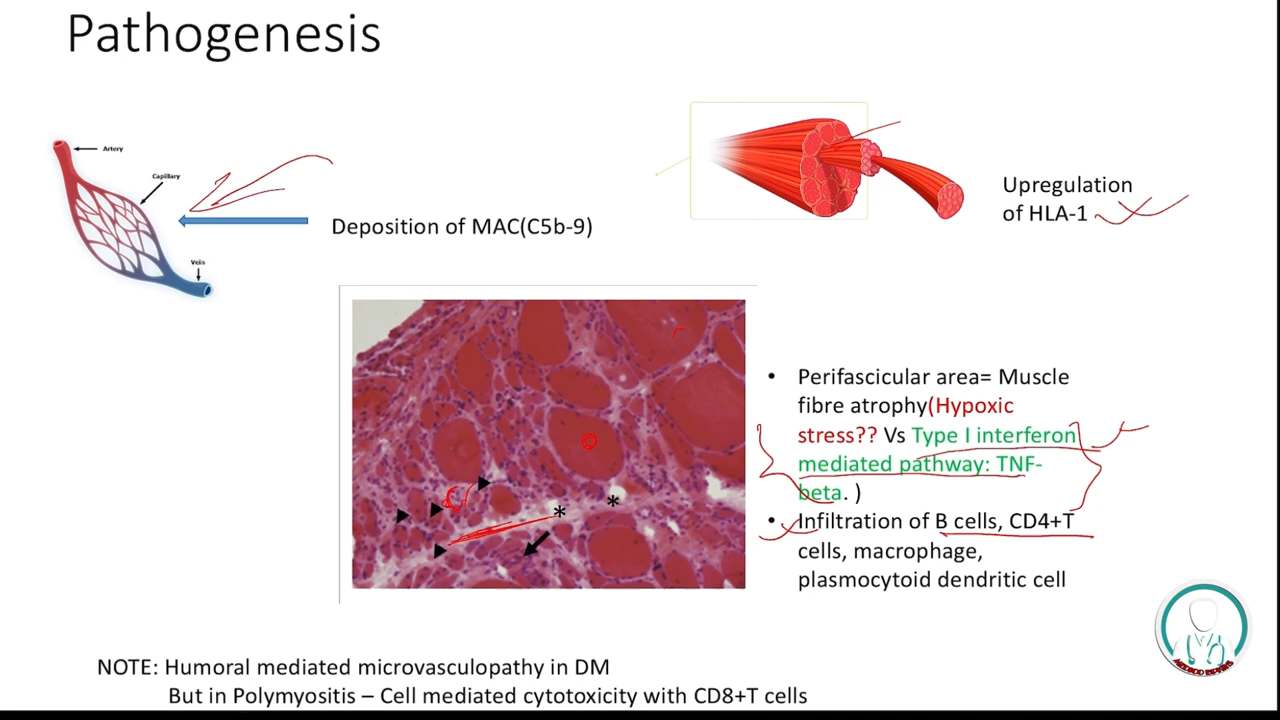 Pathogenesis
Artery
Capillary
Vein
Deposition of MAC(C5b-9)
Upregulation
of HLA-1
• Perifascicular area= Muscle
fibre atrophy(Hypoxic
stress?? Vs Type I interferon
mediated pathway: TNF-
beta. )
• Infiltration of B cells, CD4+T
cells, macrophage,
plasmocytoid dendritic cell
* *
NOTE: Humoral mediated microvasculopathy in DM
But in Polymyositis – Cell mediated cytotoxicity with CD8+T cells